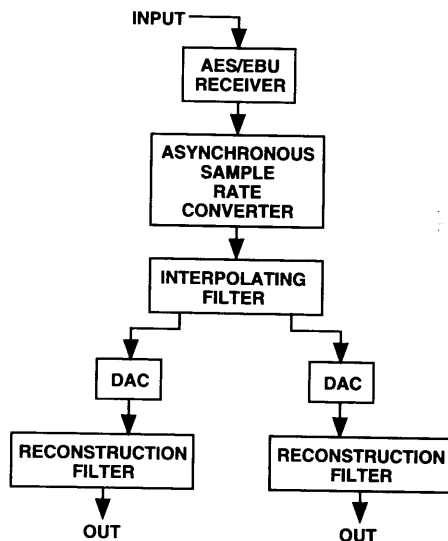 INPUT
AES/EBU
RECEIVER
ASYNCHRONOUS
SAMPLE
RATE
CONVERTER
INTERPOLATING
FILTER
DAC
DAC
RECONSTRUCTION
FILTER
RECONSTRUCTION
FILTER
OUT
OUT